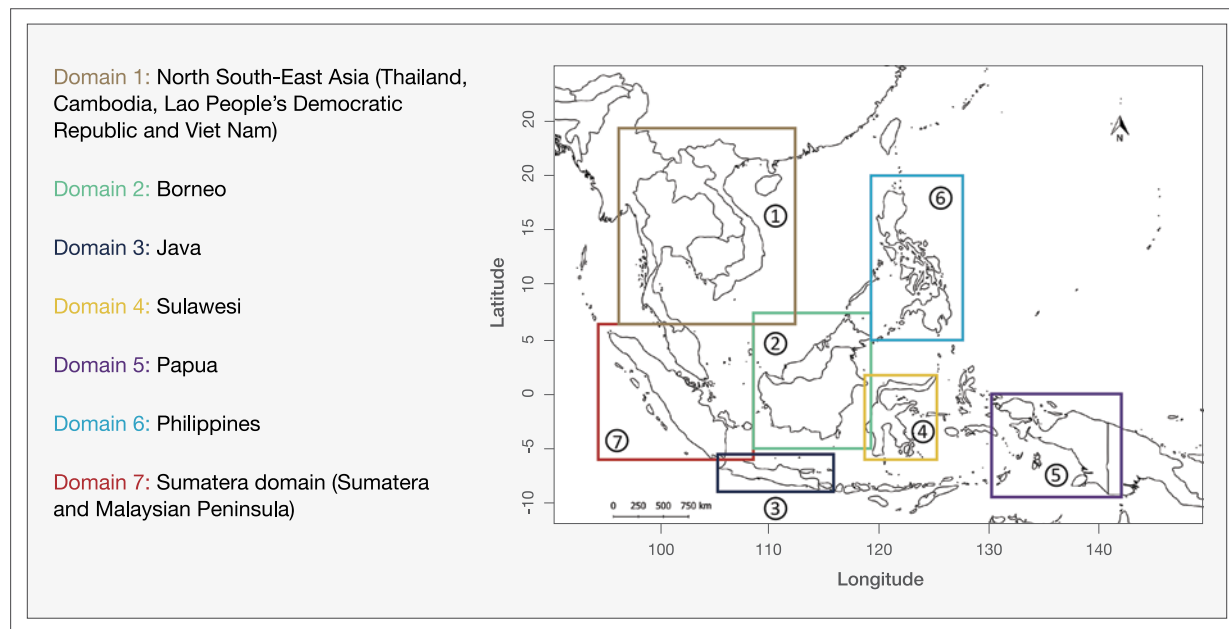 Domain 1: North South-East Asia (Thailand,
Cambodia, Lao People’s Democratic
Republic and Viet Nam)
Domain 2: Borneo
Domain 3: Java
Domain 4: Sulawesi
Domain 5: Papua
Domain 6: Philippines
Domain 7: Sumatera domain (Sumatera
and Malaysian Peninsula)
Latitude
20
20
15
10
5
0
-5
-10
N
1
6
2
7
4
5
3
0 250 500 750 km
100 110 120 130 140
Longitude